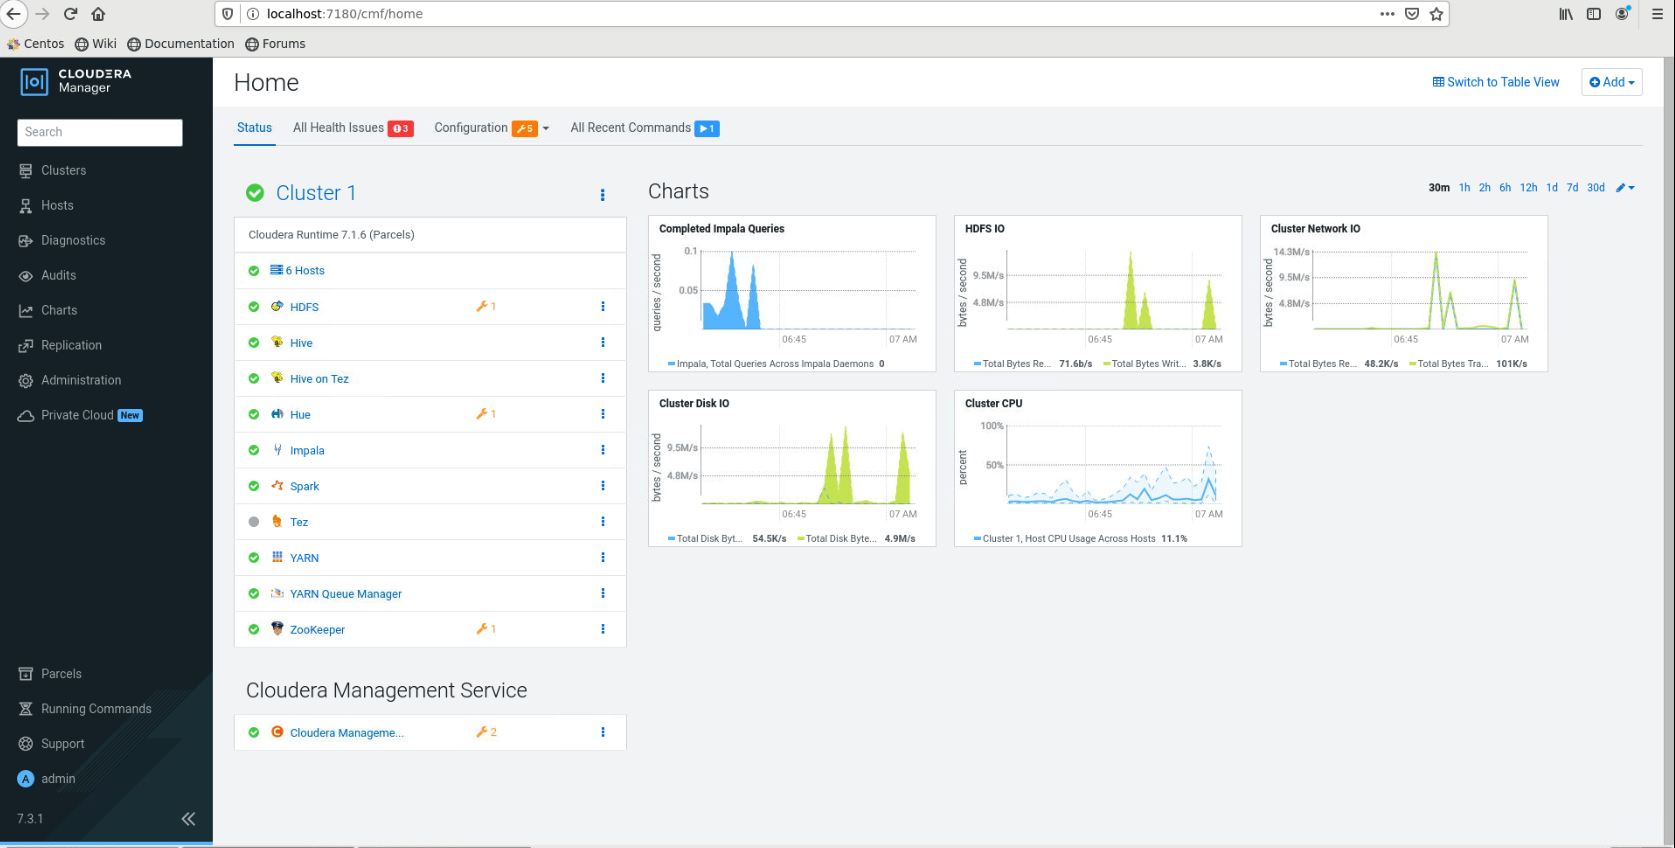 localhost:7180/cmf/home
Centos Wiki Documentation Forums
CLOUDERA
Manager
Search
Clusters
Hosts
Diagnostics
Audits
Charts
Replication
Administration
Private Cloud New
Parcels
Running Commands
Support
A admin
7.3.1
Home
Switch to Table View Add
Status All Health Issues 3 Configuration 5 All Recent Commands 1
Cluster 1
Cloudera Runtime 7.1.6 (Parcels)
6 Hosts
HDFS 1
Hive
Hive on Tez
Hue 1
Impala
Spark
Tez
YARN
YARN Queue Manager
ZooKeeper 1
Cloudera Management Service
C Cloudera Manageme... 2
Charts
30m 1h 2h 6h 12h 1d 7d 30d
Completed Impala Queries
queries / second
0.1
0.05
06:45 07 AM
Impala, Total Queries Across Impala Daemons 0
HDFS IO
bytes / second
9.5M/s
4.8M/s
06:45 07 AM
Total Bytes Re... 71.6b/s Total Bytes Writ... 3.8K/s
Cluster Network IO
bytes / second
14.3M/s
9.5M/s
4.8M/s
06:45 07 AM
Total Bytes Re... 48.2K/s Total Bytes Tra... 101K/s
Cluster Disk IO
bytes / second
9.5M/s
4.8M/s
06:45 07 AM
Total Disk Byt... 54.5K/s Total Disk Byte... 4.9M/s
Cluster CPU
percent
100%
50%
06:45 07 AM
Cluster 1, Host CPU Usage Across Hosts 11.1%